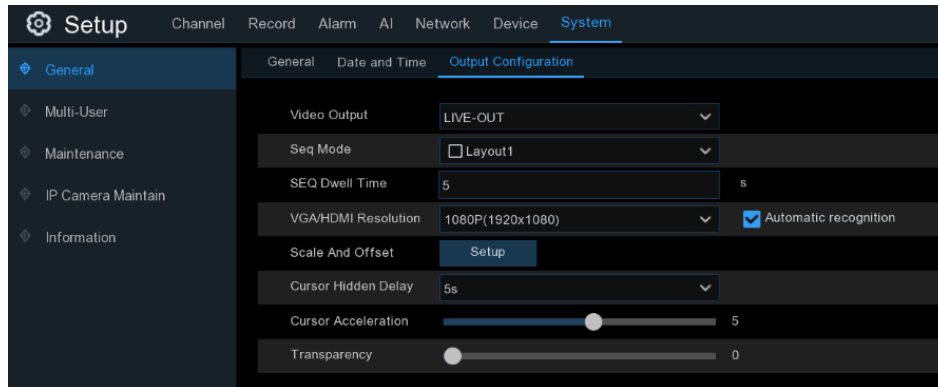 Setup Channel Record Alarm AI Network Device System
General Date and Time Output Configuration
General
Multi-User
Maintenance
IP Camera Maintain
Information
Video Output LIVE-OUT
Seq Mode Layout1
SEQ Dwell Time 5 s
VGA/HDMI Resolution 1080P(1920x1080) Automatic recognition
Scale And Offset Setup
Cursor Hidden Delay 5s
Cursor Acceleration 5
Transparency 0